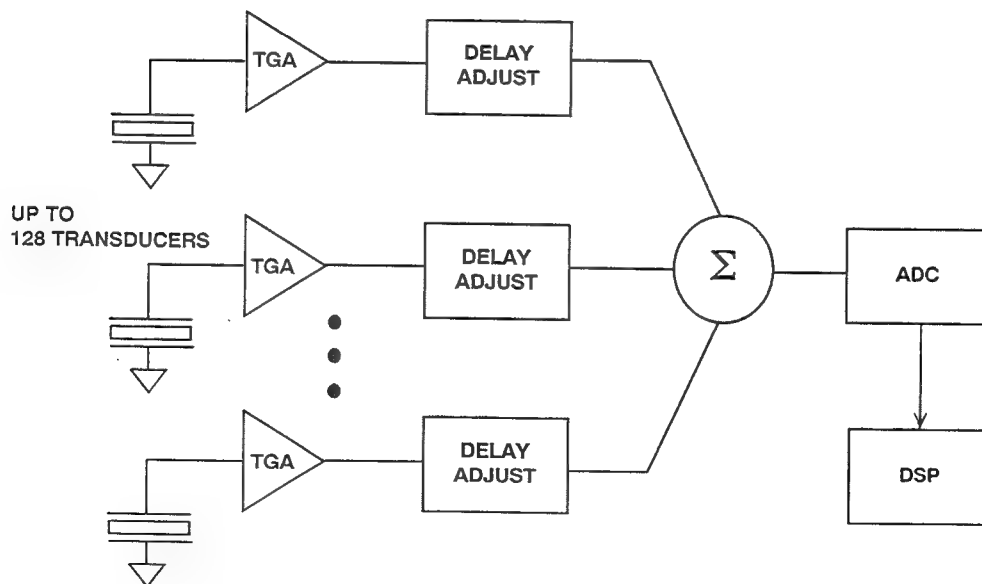 TGA
DELAY
ADJUST
UP TO
128 TRANSDUCERS
TGA
DELAY
ADJUST
Σ
ADC
TGA
DELAY
ADJUST
DSP